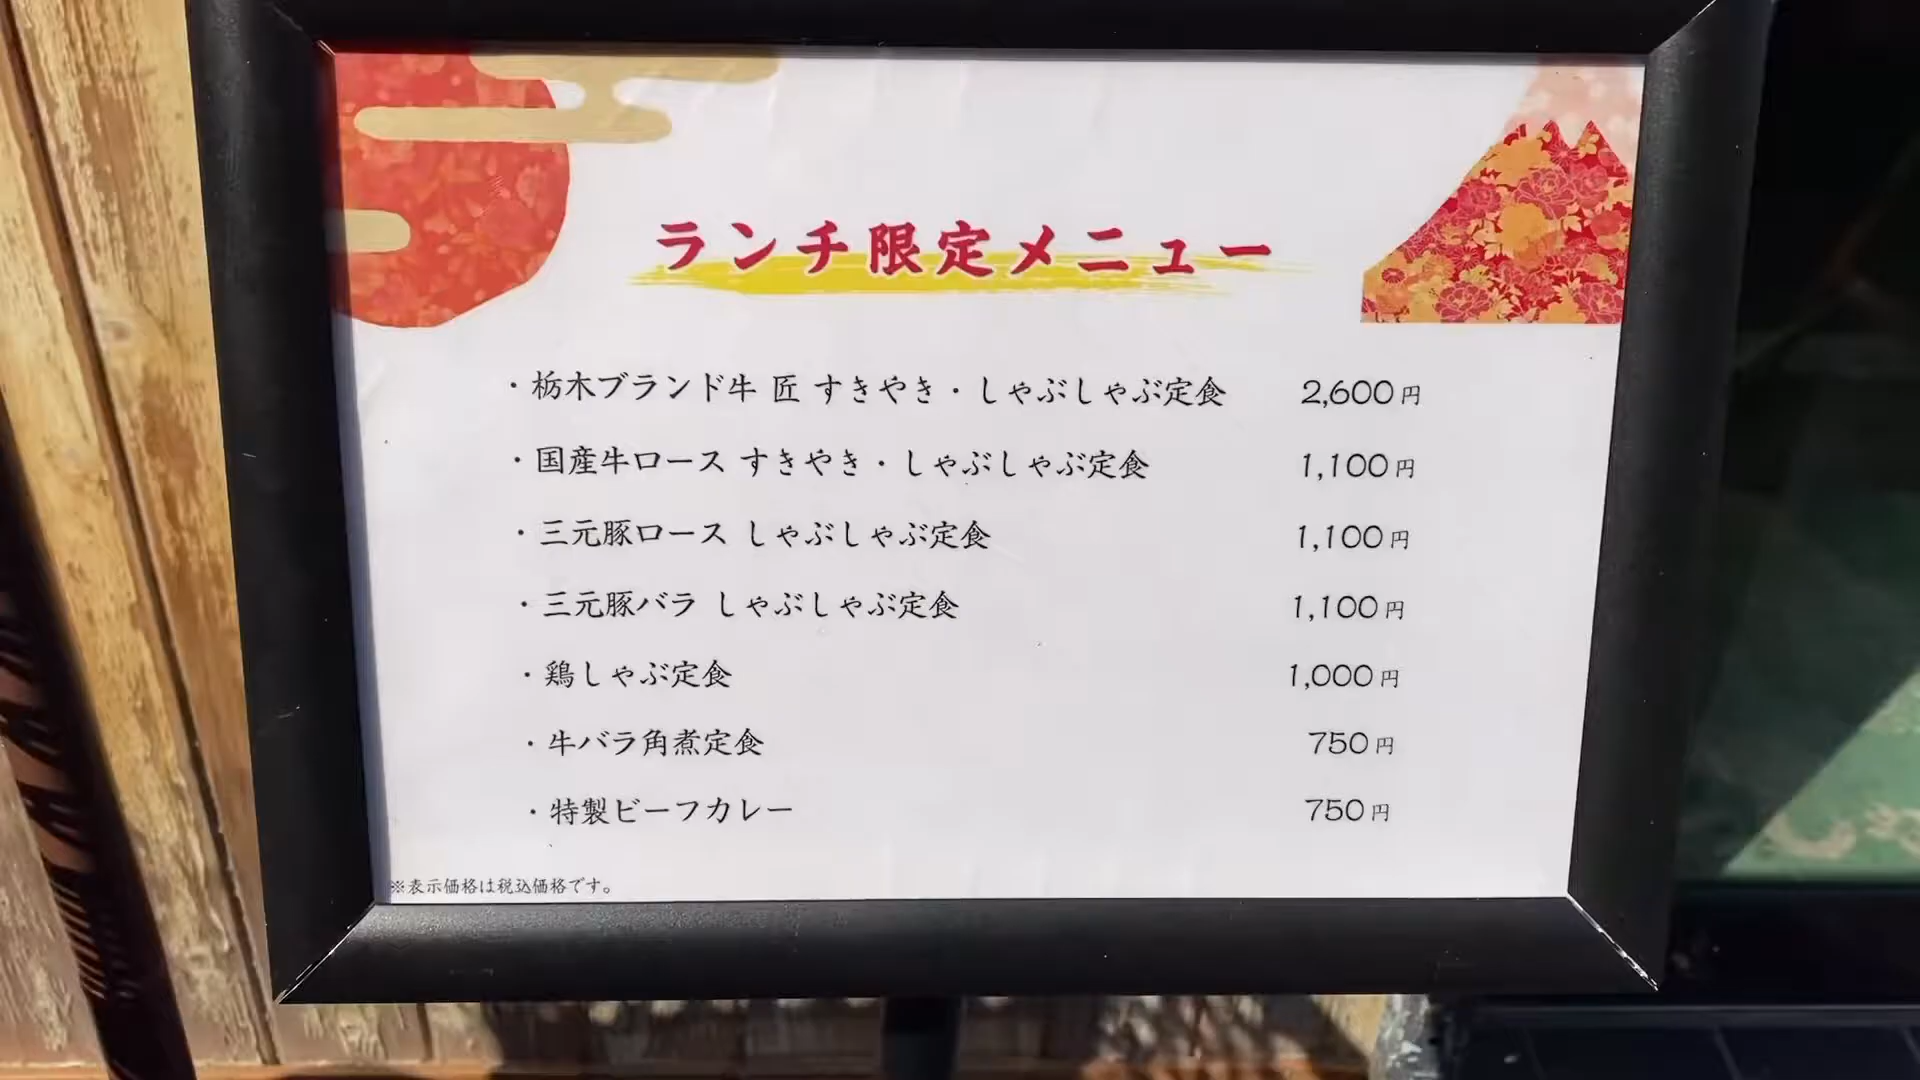 ランチ限定メニュー
・栃木ブランド牛 匠 すきやき・しゃぶしゃぶ定食 2,600円
・国産牛ロース すきやき・しゃぶしゃぶ定食 1,100円
・三元豚ロース しゃぶしゃぶ定食 1,100円
・三元豚バラ しゃぶしゃぶ定食 1,100円
・鶏しゃぶ定食 1,000円
・牛バラ角煮定食 750円
・特製ビーフカレー 750円
※表示価格は税込価格です。